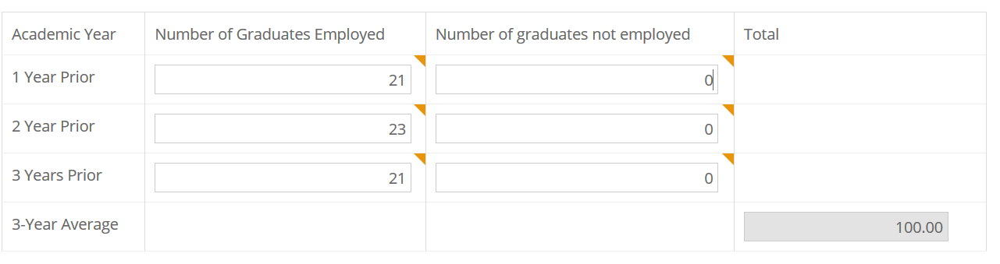 Academic Year Number of Graduates Employed Number of graduates not employed Total
1 Year Prior 21 0
2 Year Prior 23 0
3 Years Prior 21 0
3-Year Average 100.00